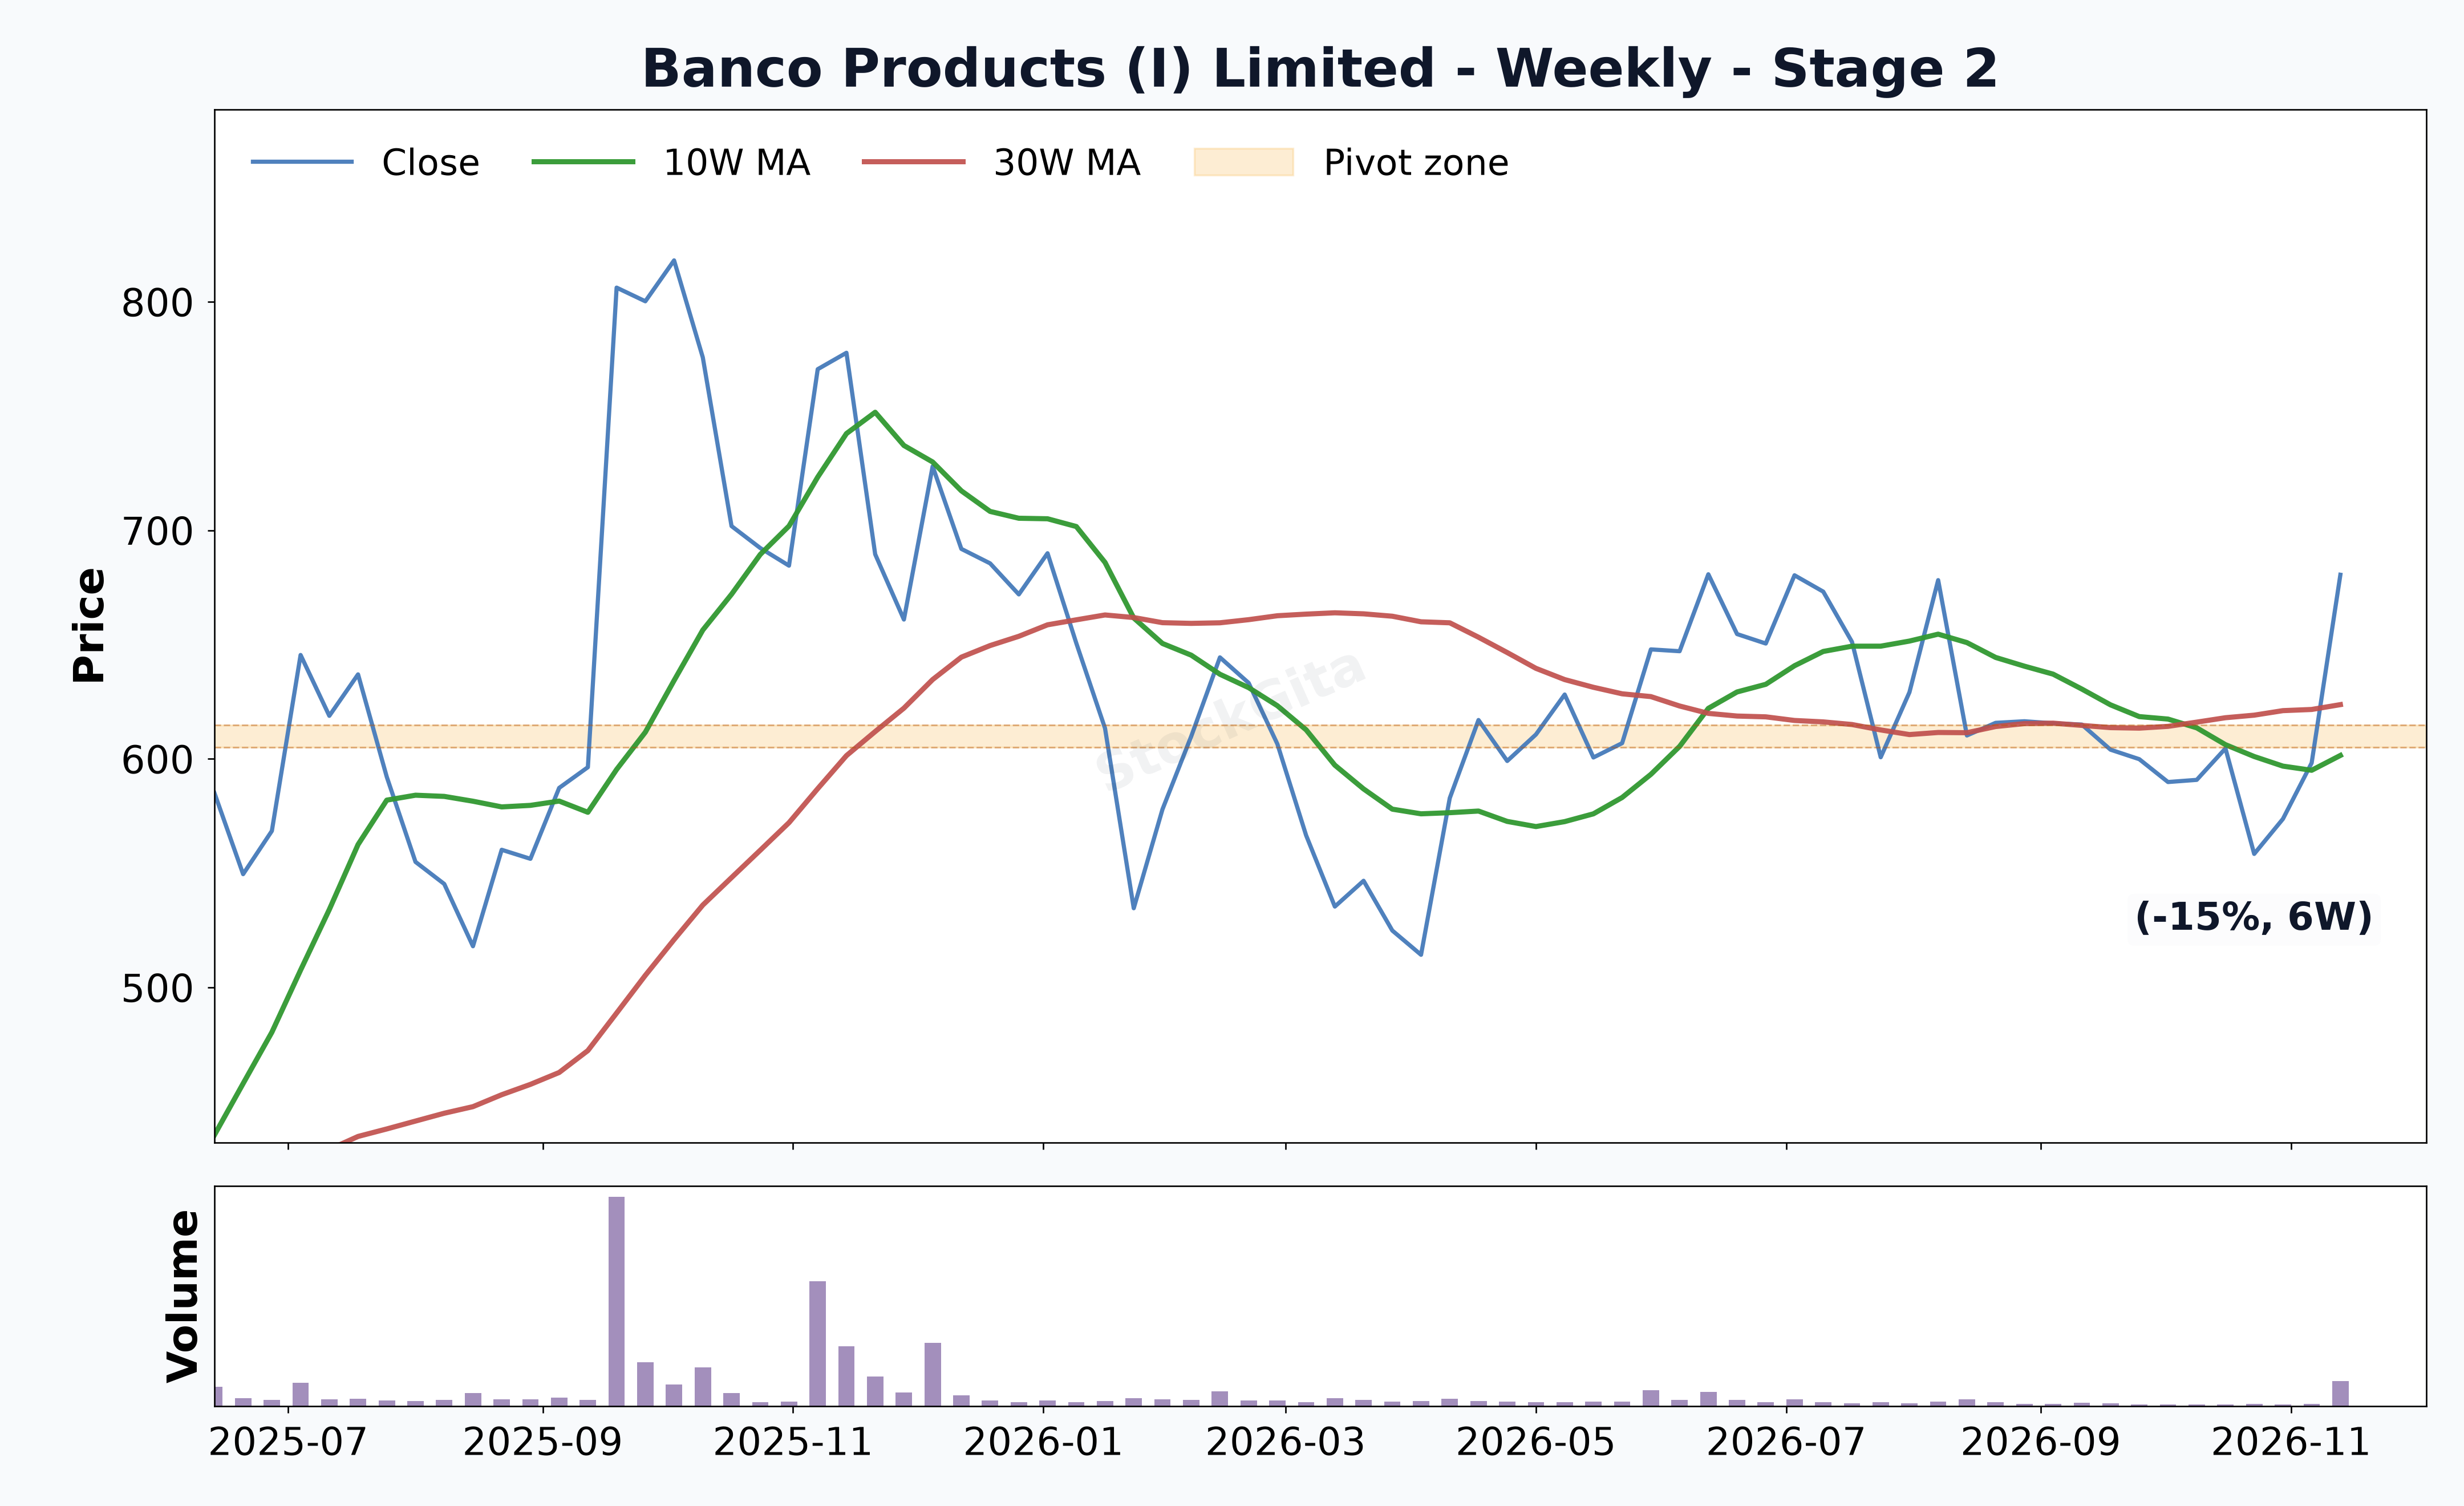 Banco Products (I) Limited - Weekly - Stage 2
Close
10W MA
30W MA
Pivot zone
800
700
600
500
Price
StockGita
(-15%, 6W)
Volume
2025-07
2025-09
2025-11
2026-01
2026-03
2026-05
2026-07
2026-09
2026-11